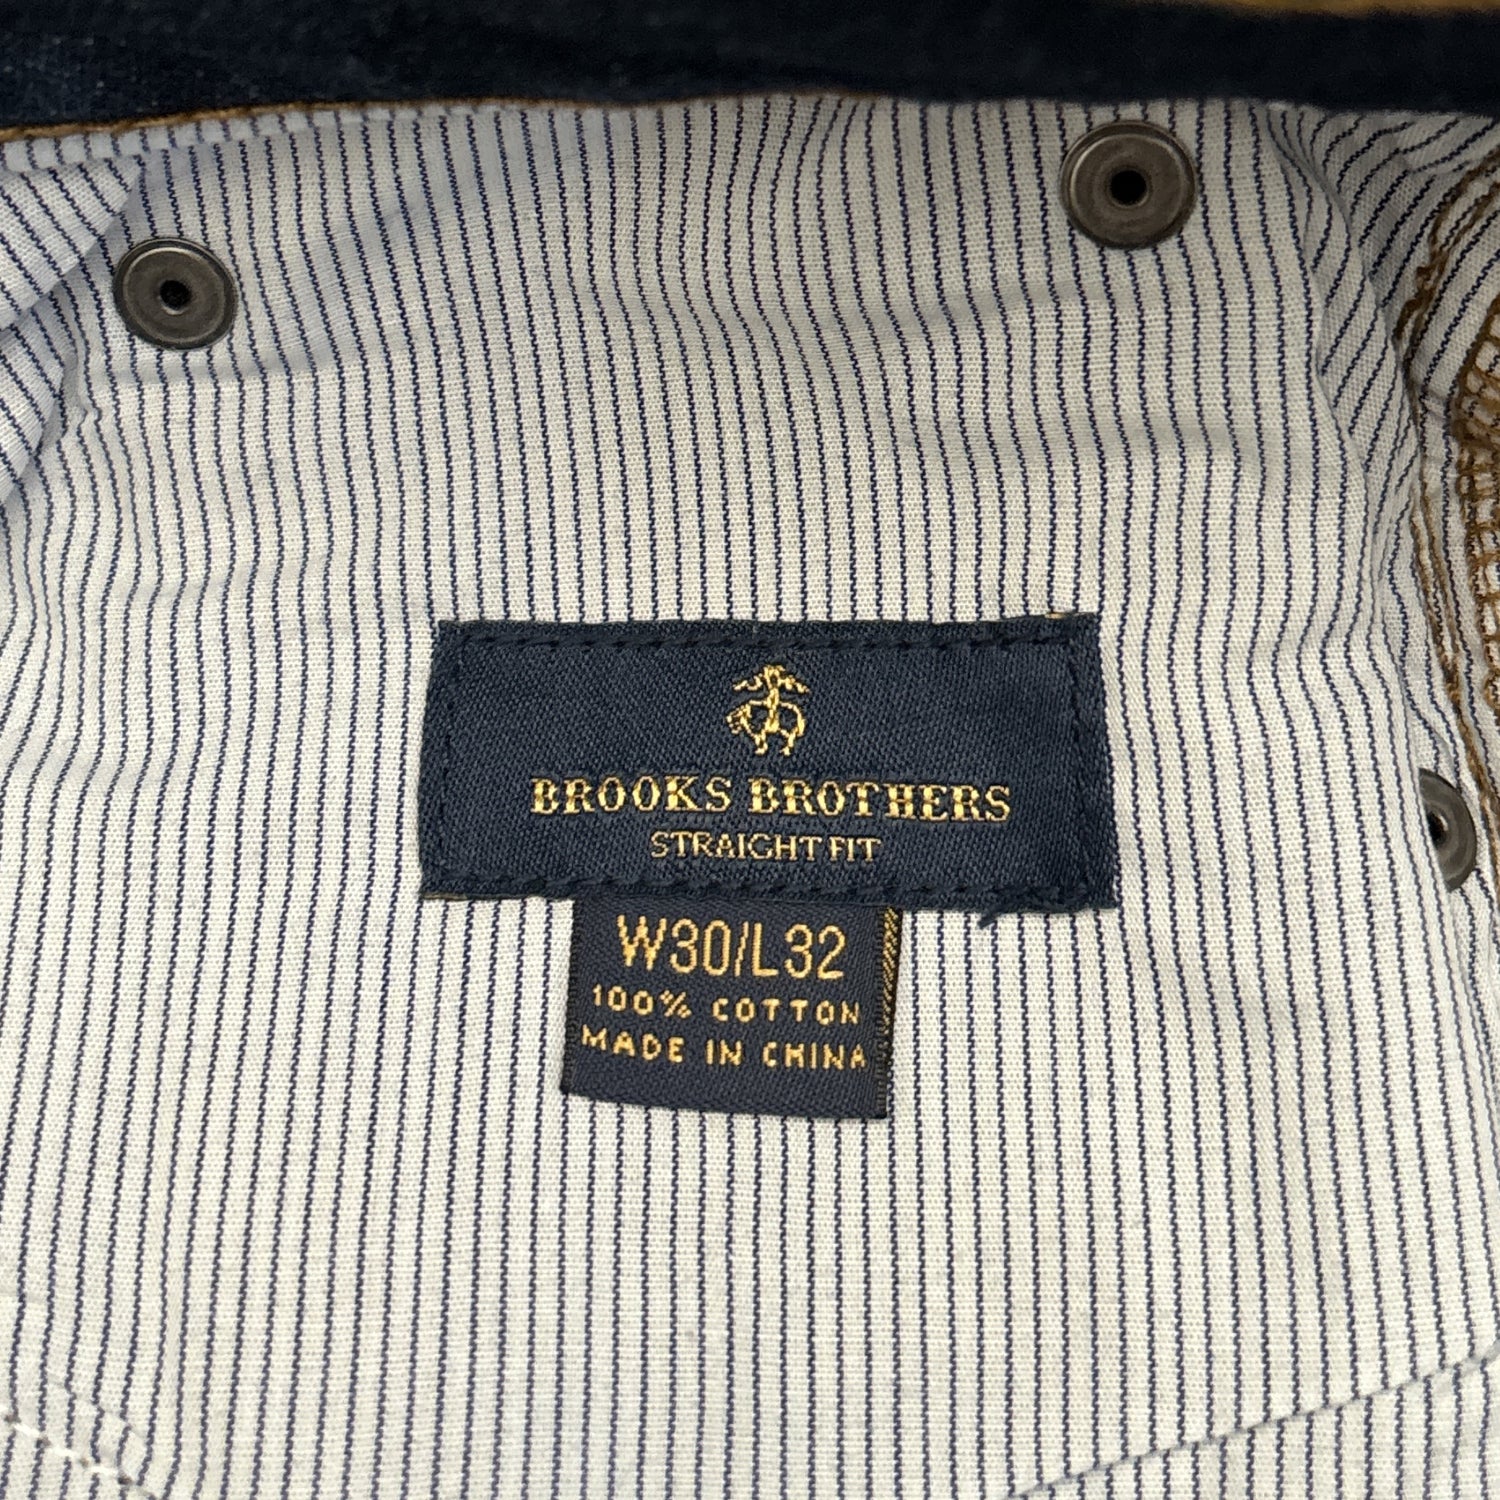 BROOKS BROTHERS
STRAIGHT FIT
W30/L32
100% COTTON
MADE IN CHINA